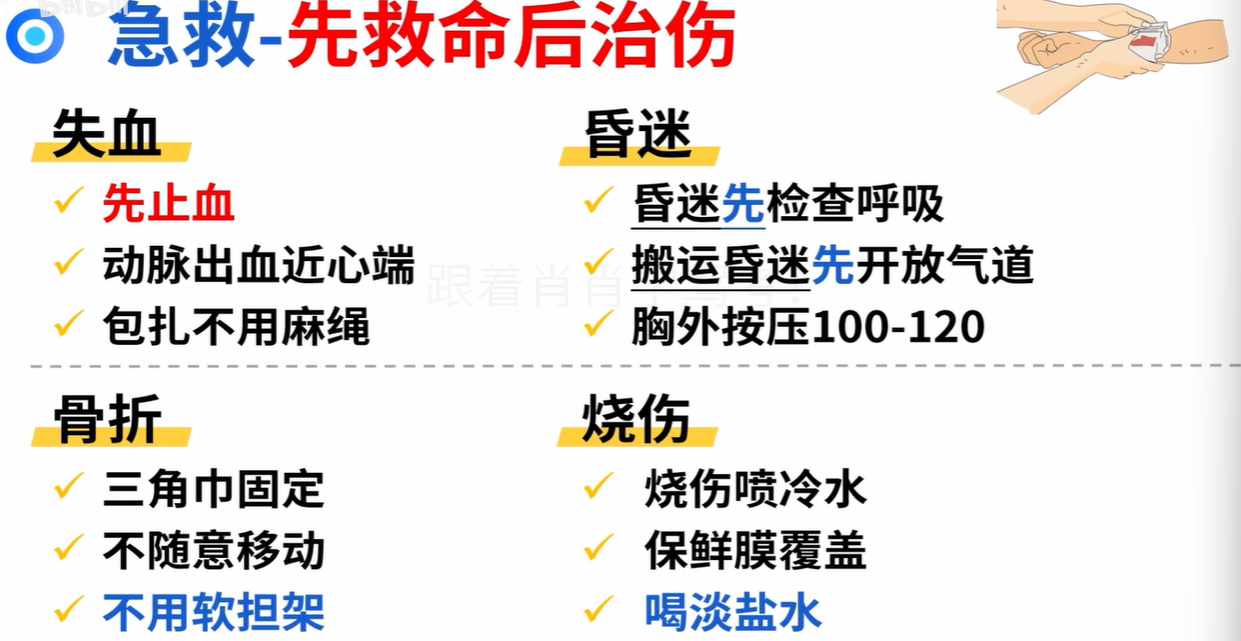 急救-先救命后治伤
失血
先止血
动脉出血近心端
包扎不用麻绳
昏迷
昏迷先检查呼吸
搬运昏迷先开放气道
胸外按压100-120
骨折
三角巾固定
不随意移动
不用软担架
烧伤
烧伤喷冷水
保鲜膜覆盖
喝淡盐水
跟着肖肖